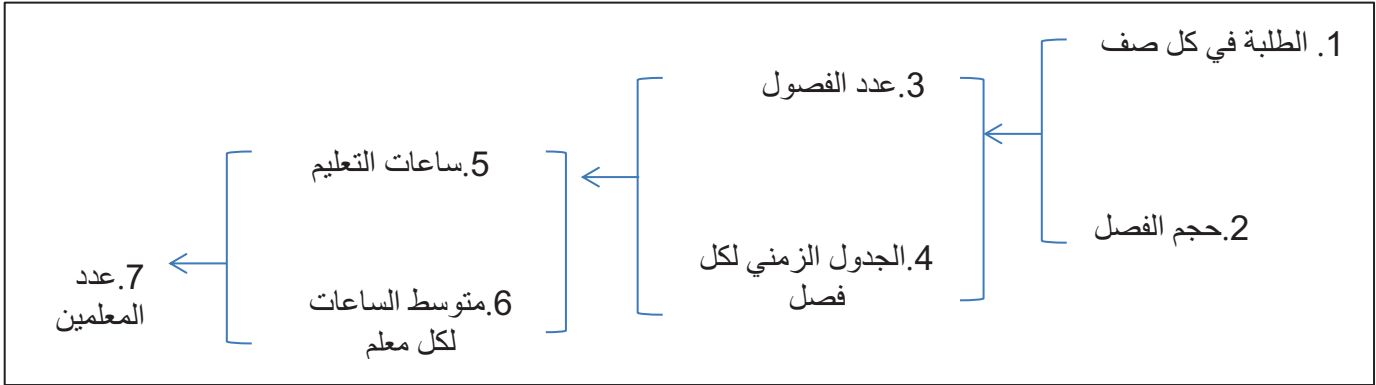 1. الطلبة في كل صف
2.حجم الفصل
3.عدد الفصول
4.الجدول الزمني لكل
فصل
5.ساعات التعليم
6.متوسط الساعات
لكل معلم
7.عدد
المعلمين